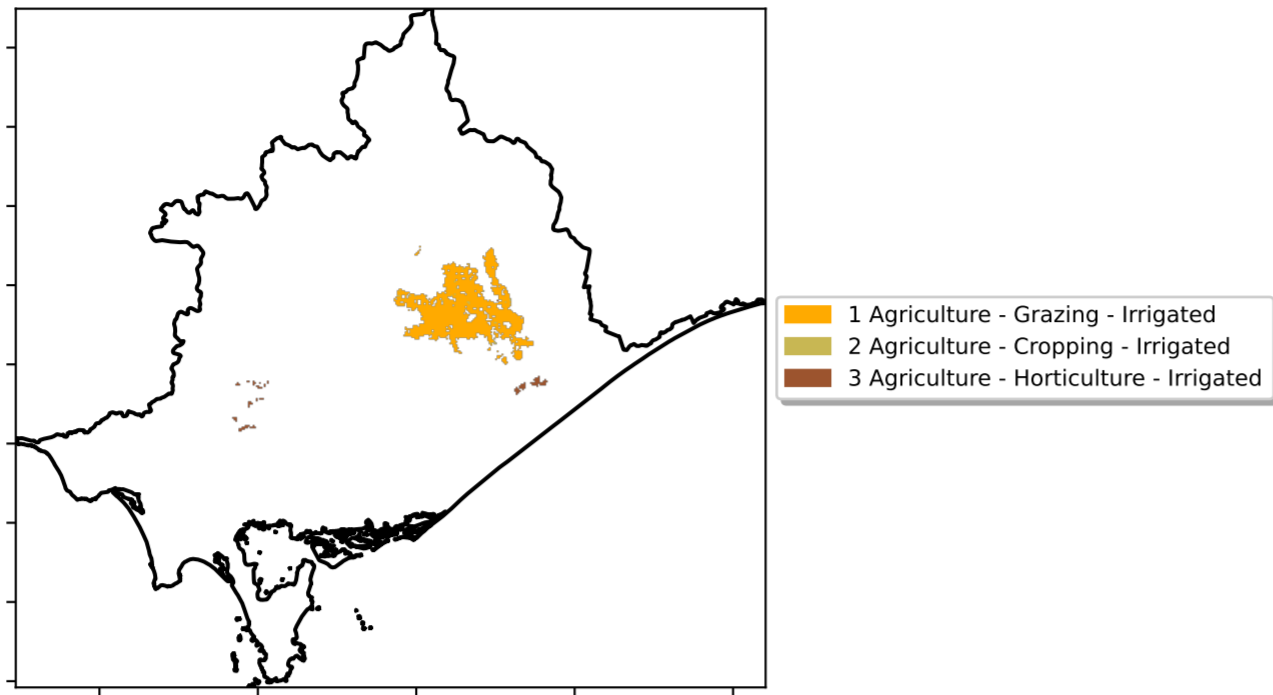 1 Agriculture - Grazing - Irrigated
2 Agriculture - Cropping - Irrigated
3 Agriculture - Horticulture - Irrigated